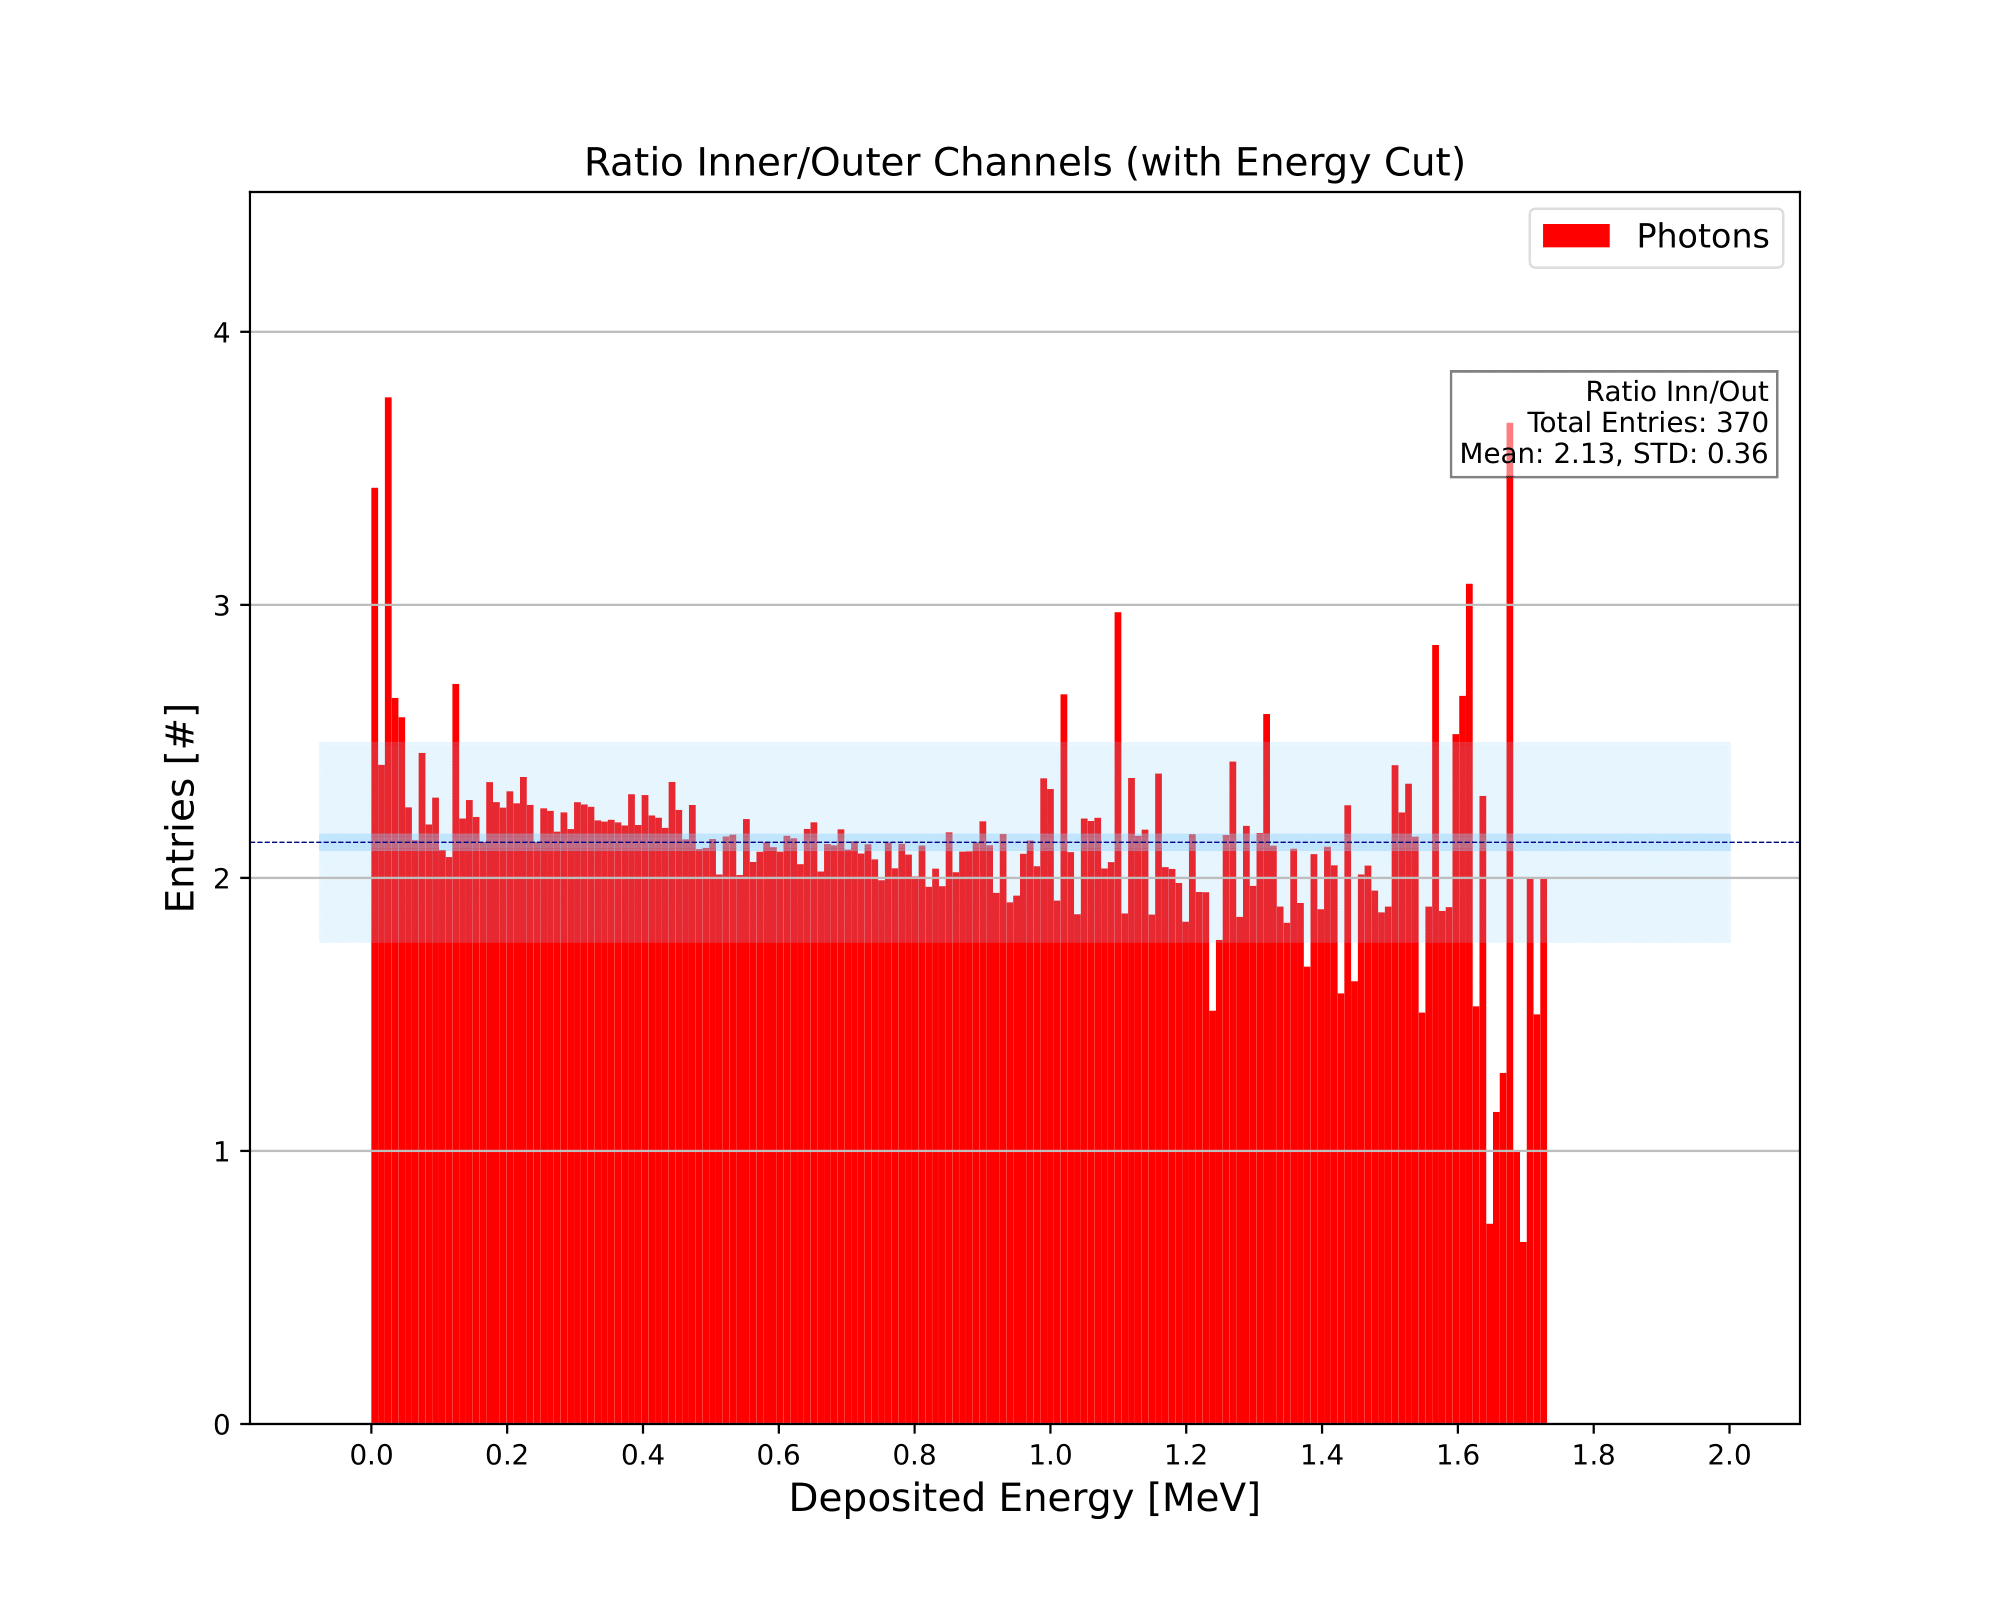 Ratio Inner/Outer Channels (with Energy Cut)
Photons
Ratio Inn/Out
Total Entries: 370
Mean: 2.13, STD: 0.36
Entries [#]
4
3
2
1
0
0.0 0.2 0.4 0.6 0.8 1.0 1.2 1.4 1.6 1.8 2.0
Deposited Energy [MeV]